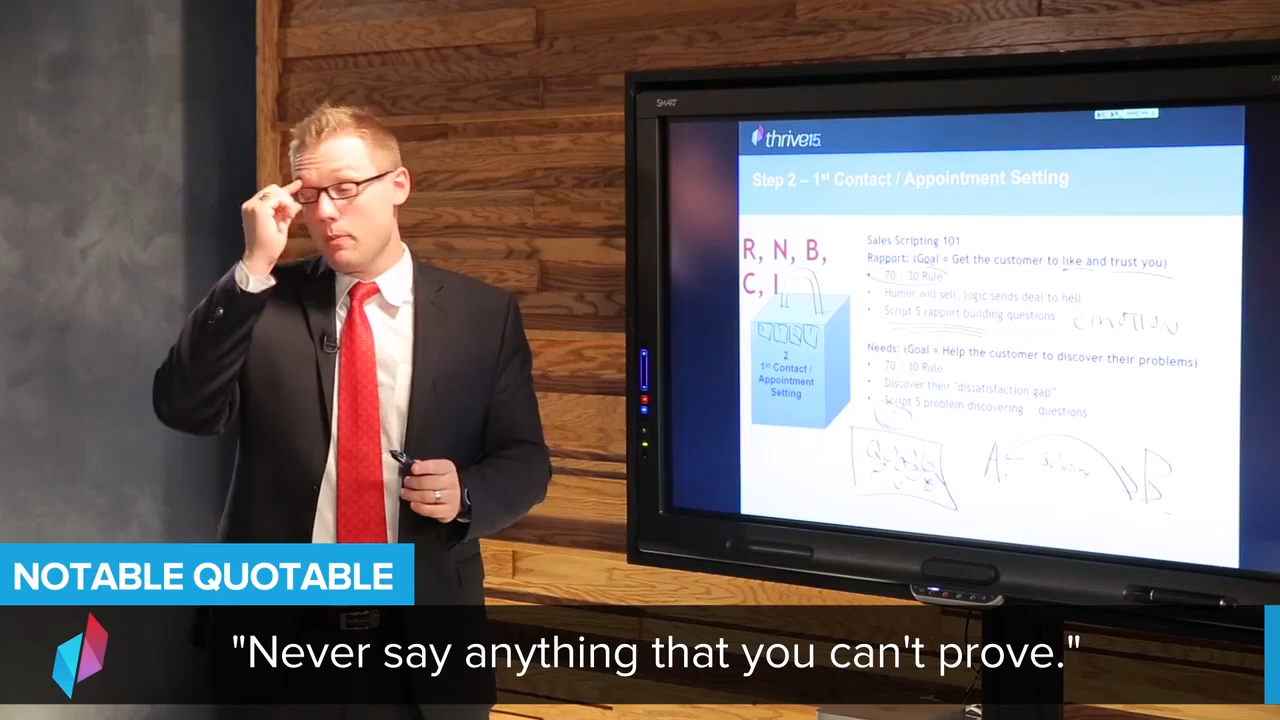 SMART
thrive15
Step 2 – 1st Contact / Appointment Setting
R, N, B,
C, I
2
1st Contact /
Appointment
Setting
Sales Scripting 101
Rapport: (Goal = Get the customer to like and trust you)
70 / 30 Rule
Humor will sell.. logic sends deal to hell
Script 5 rapport building questions
EMOTION
Needs: (Goal = Help the customer to discover their problems)
70 / 30 Rule
Discover their "dissatisfaction gap"
Script 5 problem discovering questions
A
B
NOTABLE QUOTABLE
"Never say anything that you can't prove."